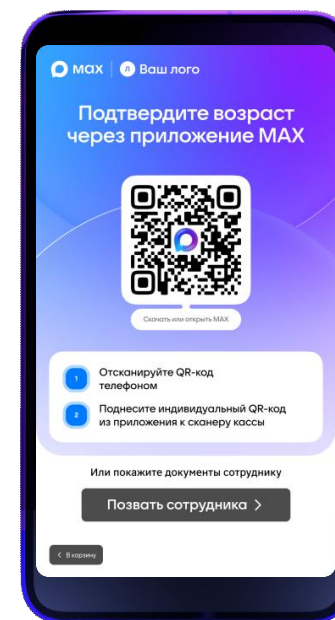 max | л Ваш лого
Подтвердите возраст
через приложение MAX
Скачать или открыть MAX
1 Отсканируйте QR-код
телефоном
2 Поднесите индивидуальный QR-код
из приложения к сканеру кассы
Или покажите документы сотруднику
Позвать сотрудника >
< В корзину